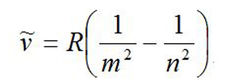 ṽ = R(1/m² − 1/n²)